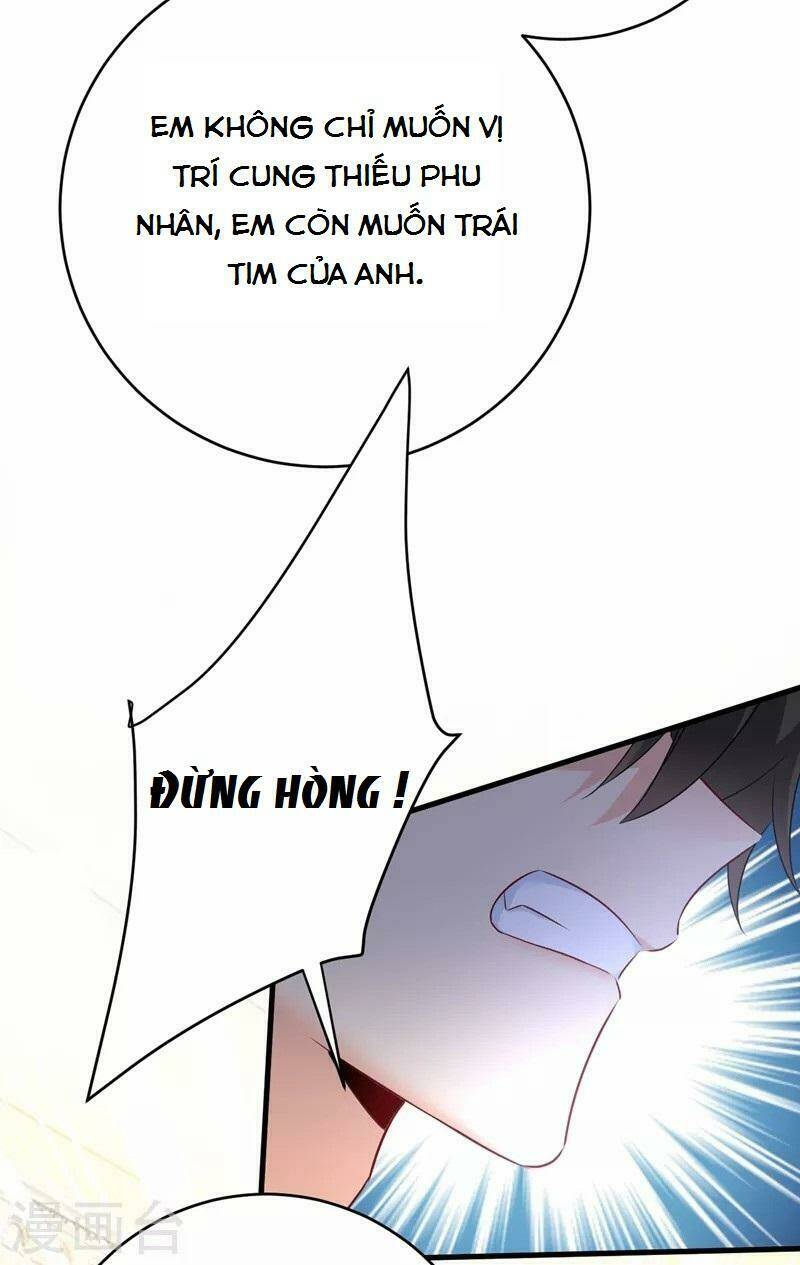 EM KHÔNG CHỈ MUỐN VỊ
TRÍ CUNG THIẾU PHU
NHÂN, EM CÒN MUỐN TRÁI
TIM CỦA ANH.
ĐỪNG HÒNG !
漫画台